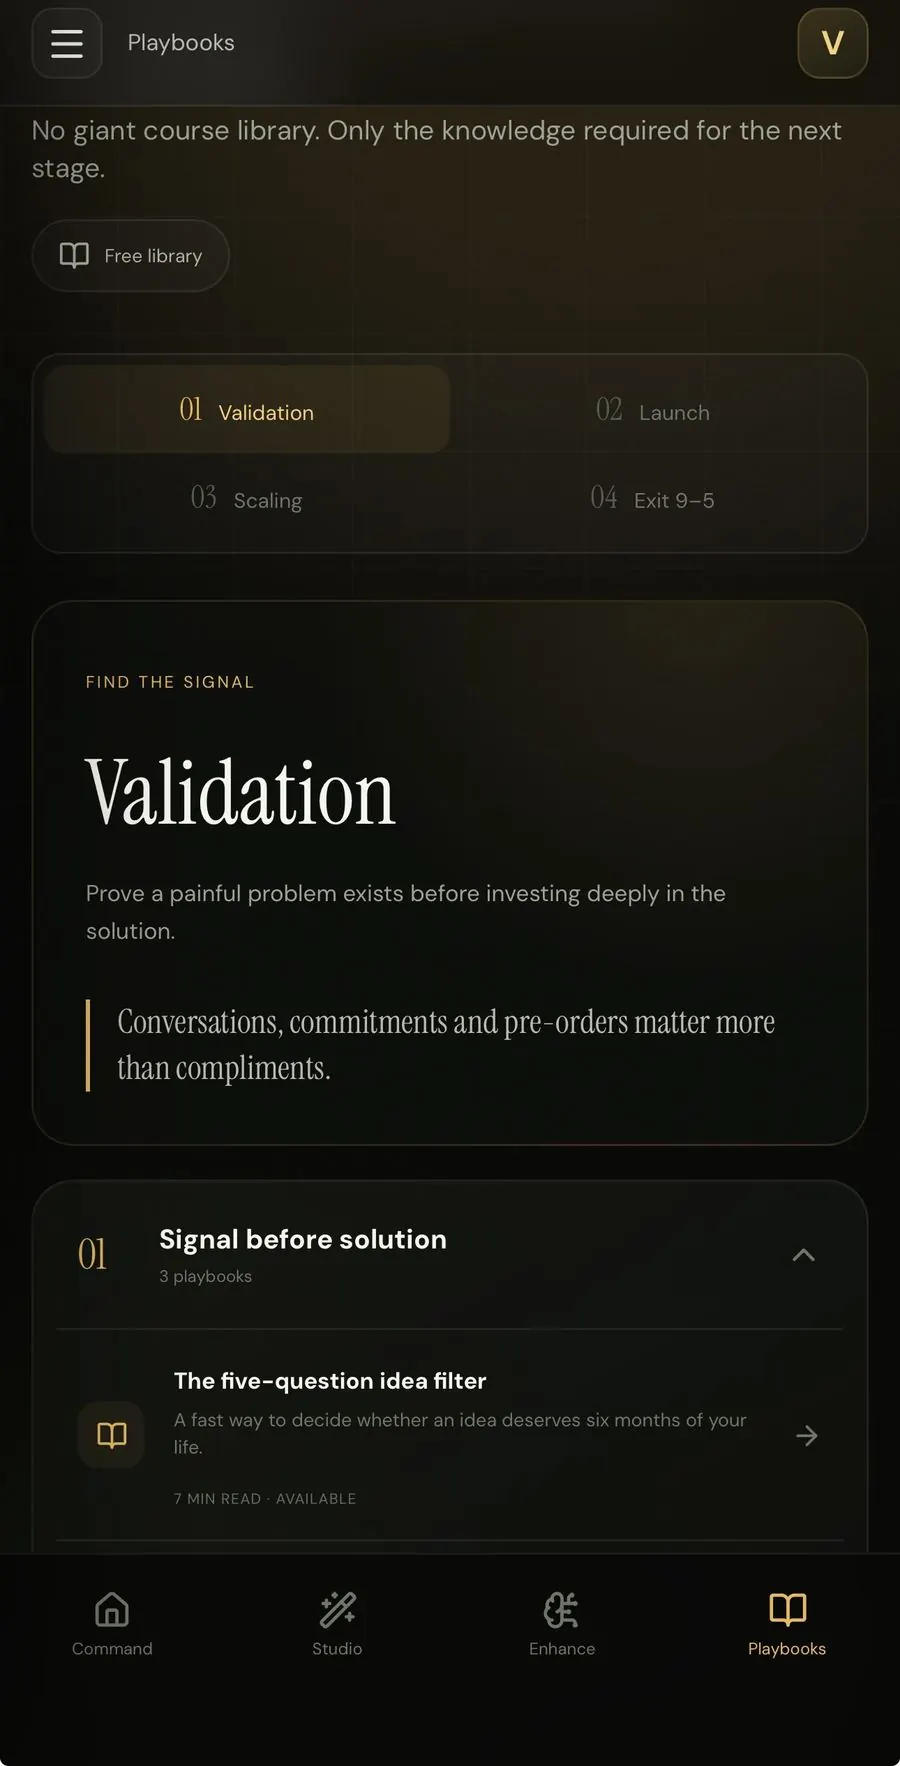 Playbooks
V
No giant course library. Only the knowledge required for the next
stage.
Free library
01 Validation
02 Launch
03 Scaling
04 Exit 9–5
FIND THE SIGNAL
Validation
Prove a painful problem exists before investing deeply in the
solution.
Conversations, commitments and pre-orders matter more
than compliments.
01
Signal before solution
3 playbooks
The five-question idea filter
A fast way to decide whether an idea deserves six months of your
life.
7 MIN READ · AVAILABLE
Command
Studio
Enhance
Playbooks